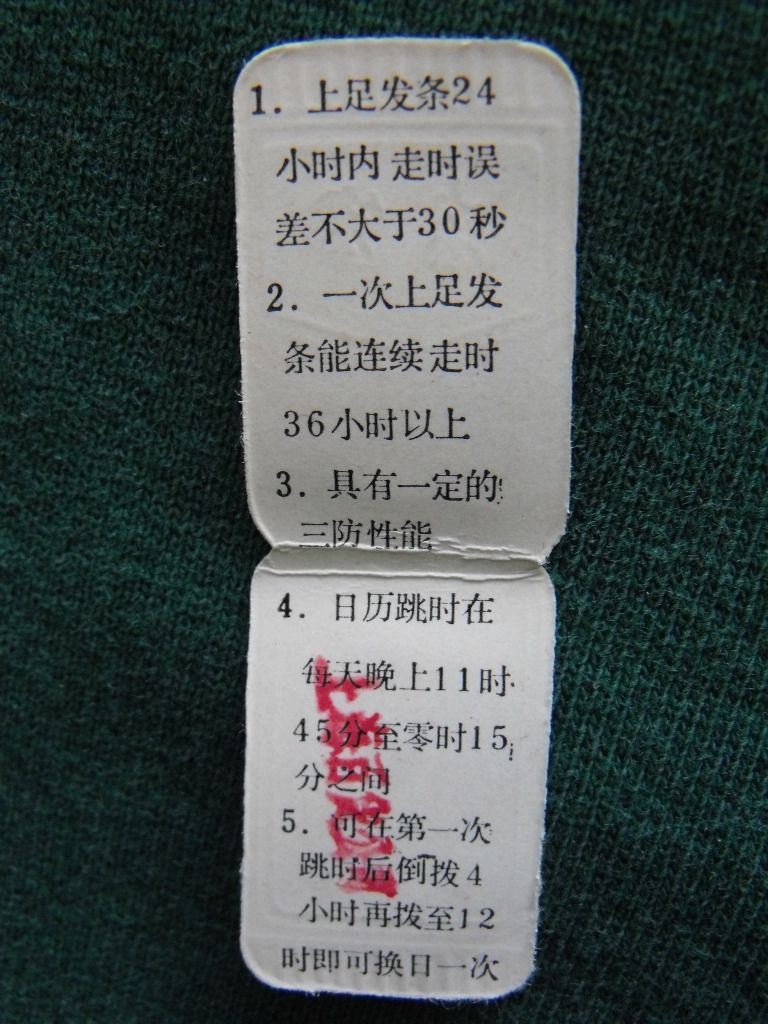 1. 上足发条24
小时内走时误
差不大于30秒
2. 一次上足发
条能连续走时
36小时以上
3. 具有一定的
三防性能
4. 日历跳时在
每天晚上11时
45分至零时15
分之间
5. 可在第一次
跳时后倒拨4
小时再拨至12
时即可换日一次